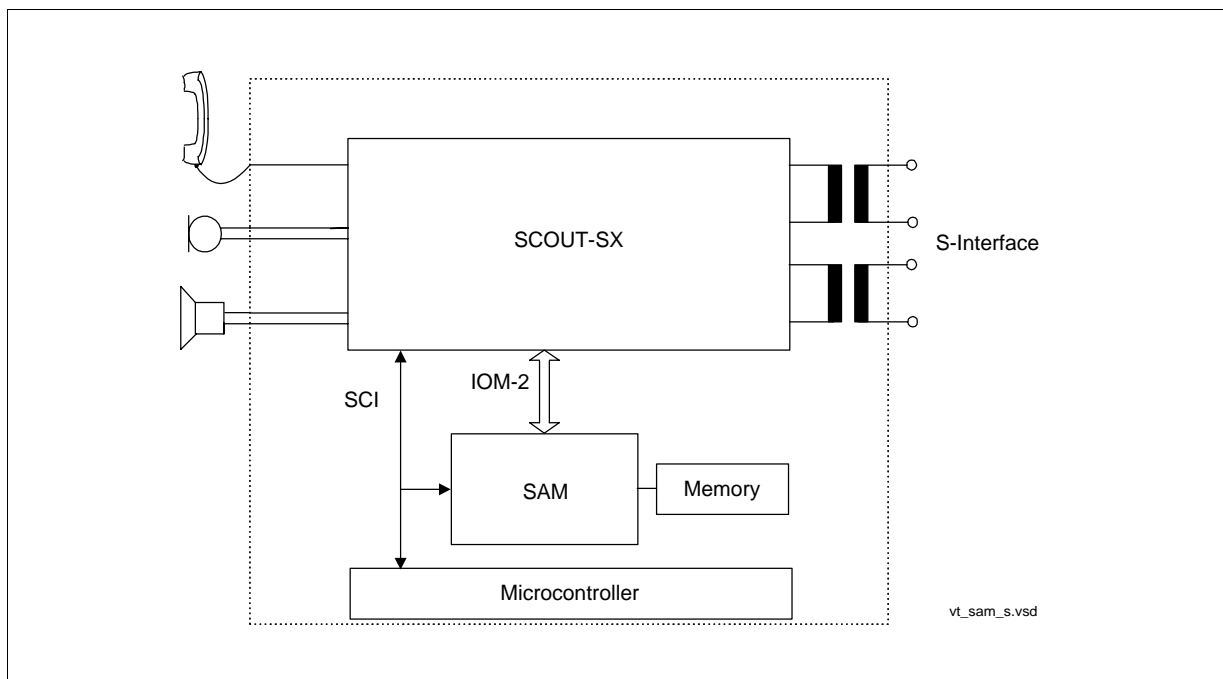 SCOUT-SX
S-Interface
IOM-2
SCI
SAM
Memory
Microcontroller
vt_sam_s.vsd